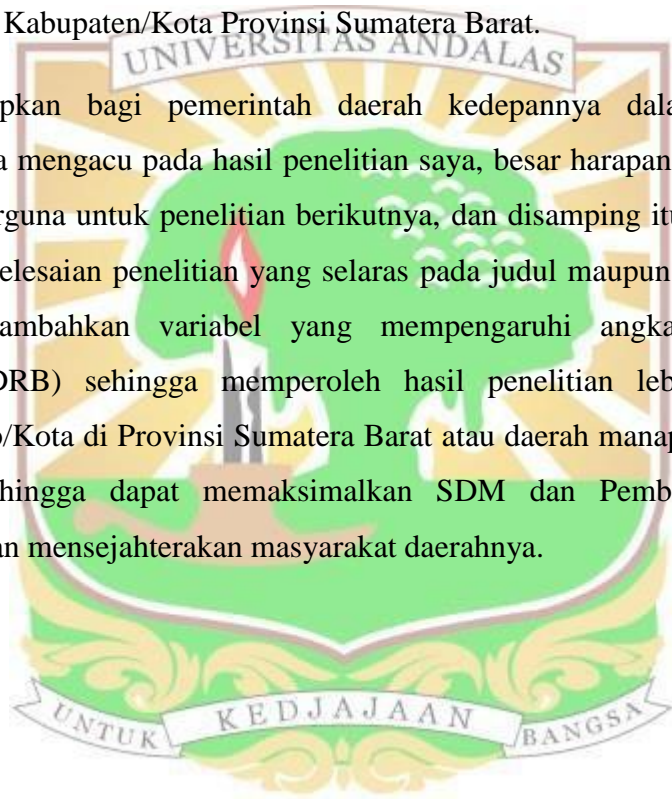 Kabupaten/Kota Provinsi Sumatera Barat.
UNIVERSITAS ANDALAS
pkan bagi pemerintah daerah kedepannya dala
a mengacu pada hasil penelitian saya, besar harapan
rguna untuk penelitian berikutnya, dan disamping itu
elesaian penelitian yang selaras pada judul maupun
ambahkan variabel yang mempengaruhi angka
DRB) sehingga memperoleh hasil penelitian leb
/Kota di Provinsi Sumatera Barat atau daerah manap
hingga dapat memaksimalkan SDM dan Pemb
an mensejahterakan masyarakat daerahnya.
UNTUK KEDJAJAAN BANGSA